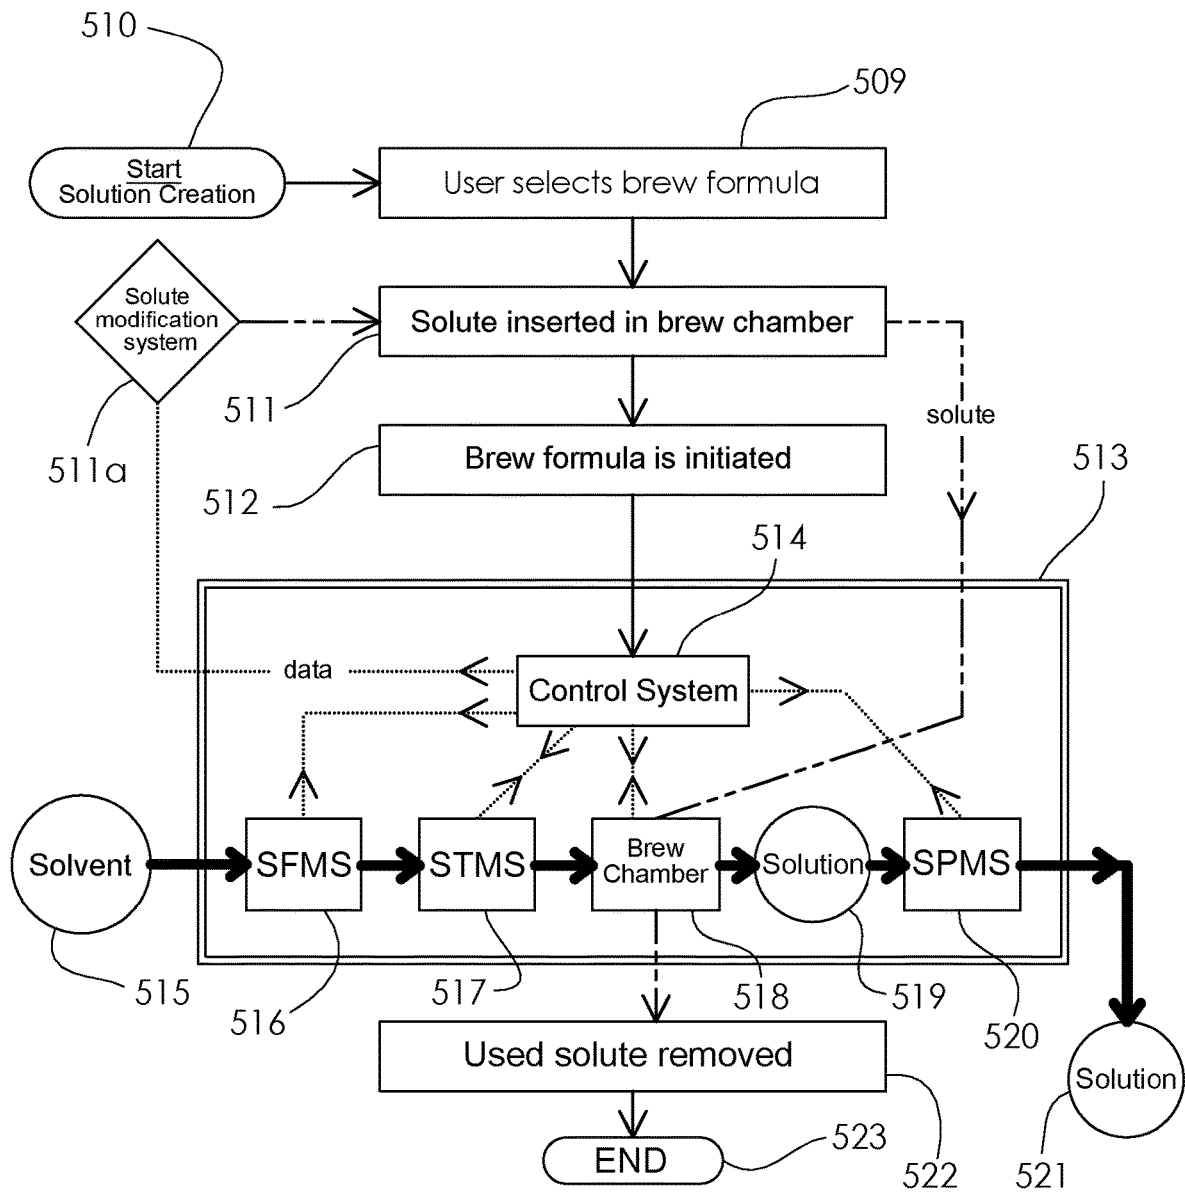 510
509
Start
Solution Creation
User selects brew formula
Solute
modification
system
Solute inserted in brew chamber
511
solute
511a
Brew formula is initiated
512
513
514
data
Control System
Solvent
SFMS
STMS
Brew
Chamber
Solution
SPMS
515
516
517
518
519
520
Used solute removed
Solution
END
523
522
521